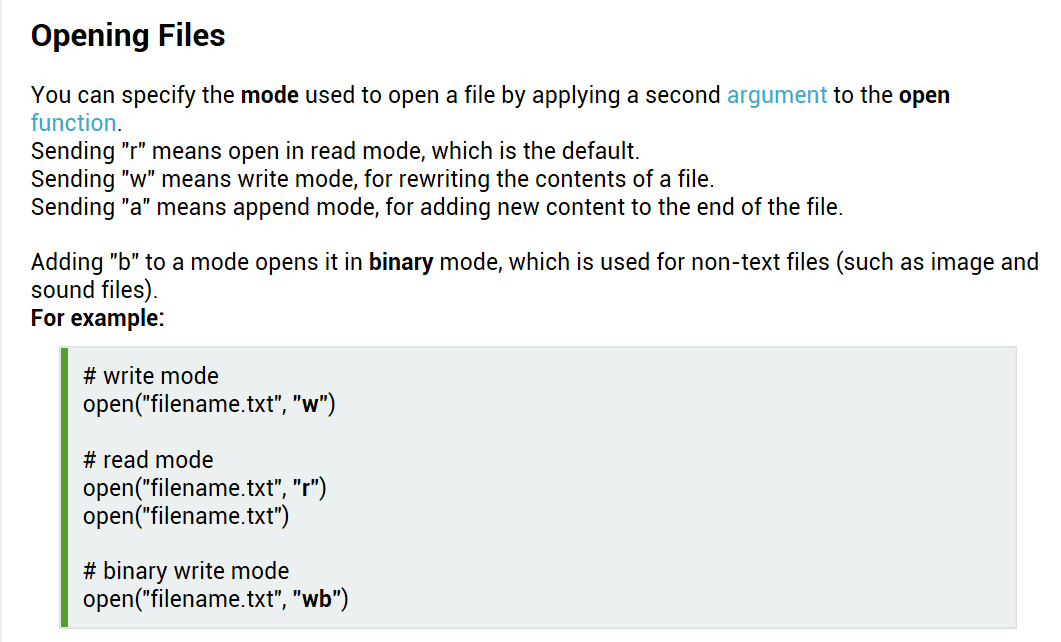 Opening Files
You can specify the mode used to open a file by applying a second argument to the open
function.
Sending "r" means open in read mode, which is the default.
Sending "w" means write mode, for rewriting the contents of a file.
Sending "a" means append mode, for adding new content to the end of the file.
Adding "b" to a mode opens it in binary mode, which is used for non-text files (such as image and
sound files).
For example:
# write mode
open("filename.txt", "w")
# read mode
open("filename.txt", "r")
open("filename.txt")
# binary write mode
open("filename.txt", "wb")